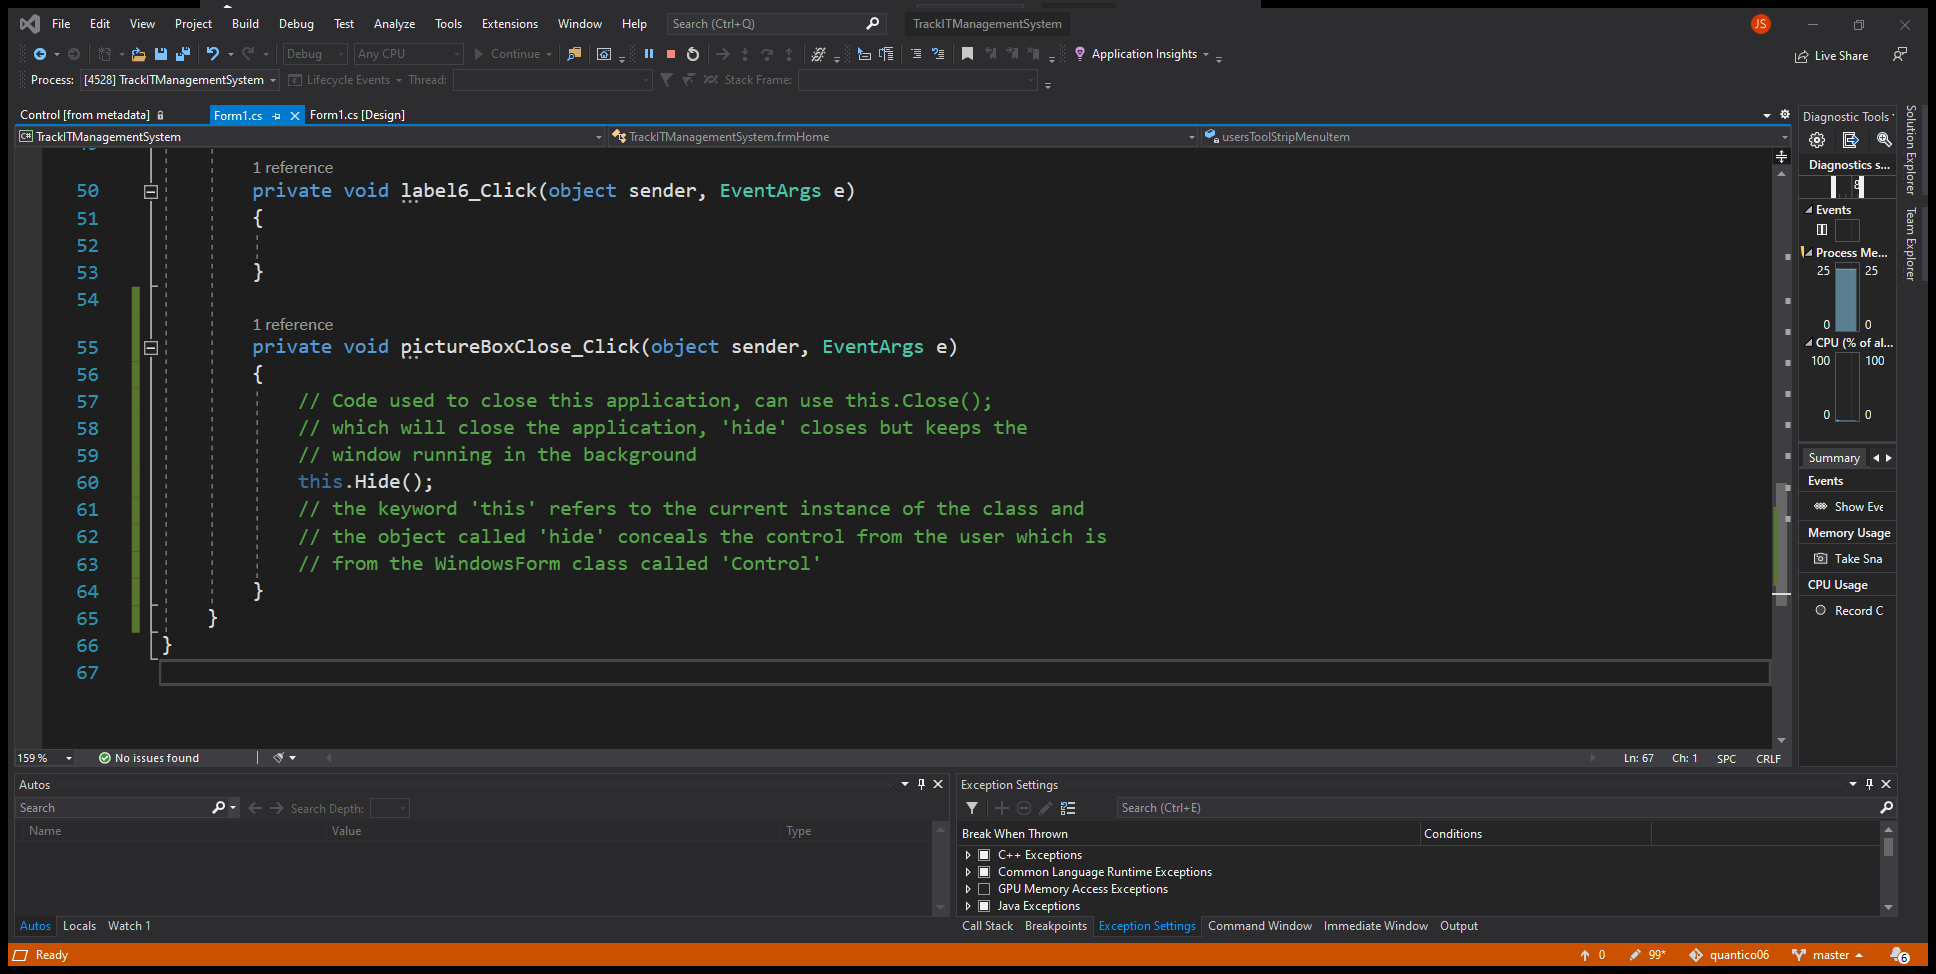 File Edit View Project Build Debug Test Analyze Tools Extensions Window Help Search (Ctrl+Q) TrackITManagementSystem JS
Debug Any CPU Continue Application Insights Live Share
Process: [4528] TrackITManagementSystem Lifecycle Events Thread: Stack Frame:
Control [from metadata] Form1.cs Form1.cs [Design]
C# TrackITManagementSystem TrackITManagementSystem.frmHome usersToolStripMenuItem
1 reference
50 private void label6_Click(object sender, EventArgs e)
51 {
52
53 }
54
1 reference
55 private void pictureBoxClose_Click(object sender, EventArgs e)
56 {
57 // Code used to close this application, can use this.Close();
58 // which will close the application, 'hide' closes but keeps the
59 // window running in the background
60 this.Hide();
61 // the keyword 'this' refers to the current instance of the class and
62 // the object called 'hide' conceals the control from the user which is
63 // from the WindowsForm class called 'Control'
64 }
65 }
66 }
67
159 % No issues found Ln: 67 Ch: 1 SPC CRLF
Diagnostic Tools
Diagnostics s...
8
Events
Process Me...
25 25
0 0
CPU (% of al...
100 100
0 0
Summary
Events
Show Eve
Memory Usage
Take Sna
CPU Usage
Record C
Solution Explorer
Team Explorer
Autos
Search Search Depth:
Name Value Type
Autos Locals Watch 1
Exception Settings
Search (Ctrl+E)
Break When Thrown Conditions
C++ Exceptions
Common Language Runtime Exceptions
GPU Memory Access Exceptions
Java Exceptions
Call Stack Breakpoints Exception Settings Command Window Immediate Window Output
Ready 0 99* quantico06 master 6